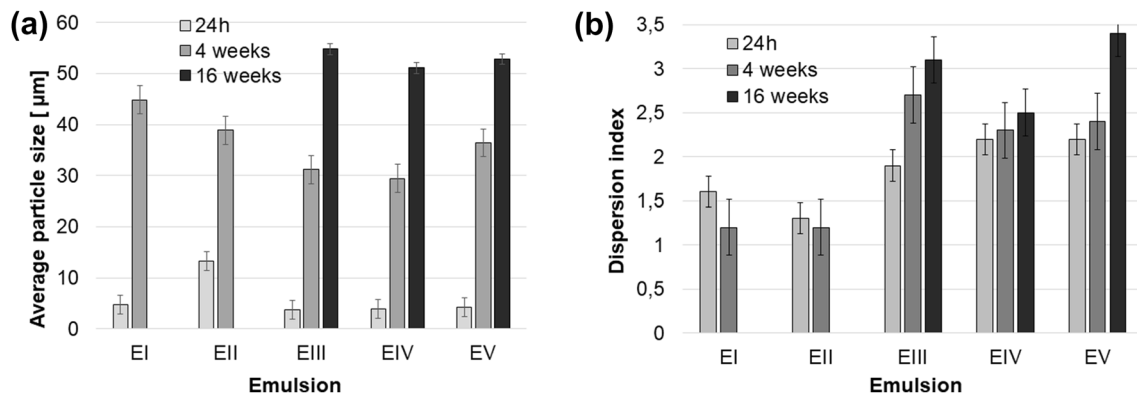 (a)
Average particle size [ µm]
60
50
40
30
20
10
0
24h
4 weeks
16 weeks
EI EII EIII EIV EV
Emulsion
(b)
Dispersion index
3,5
3
2,5
2
1,5
1
0,5
0
24h
4 weeks
16 weeks
EI EII EIII EIV EV
Emulsion